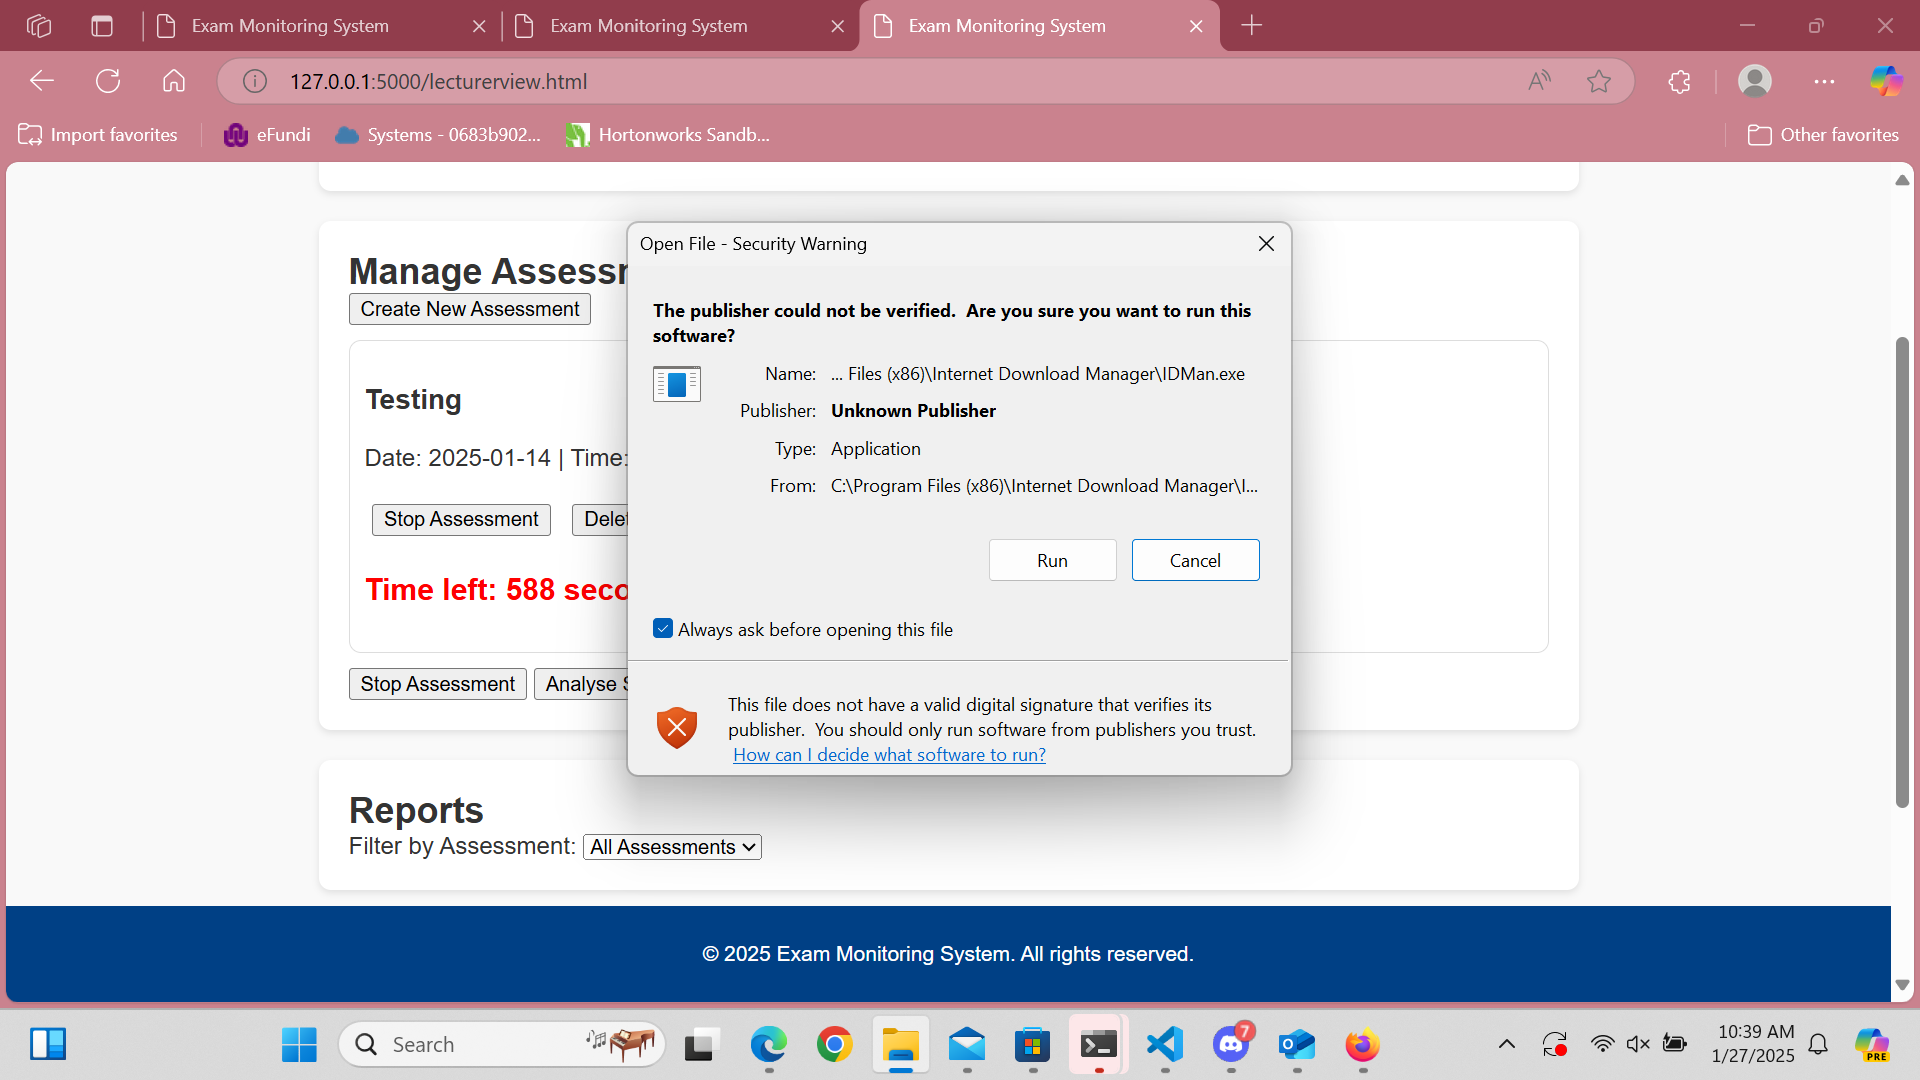 Exam Monitoring System
Exam Monitoring System
Exam Monitoring System
127.0.0.1:5000/lecturerview.html
Import favorites
eFundi
Systems - 0683b902...
Hortonworks Sandb...
Other favorites
Manage Assessm
Create New Assessment
Testing
Date: 2025-01-14 | Time:
Stop Assessment
Delet
Time left: 588 seco
Stop Assessment
Analyse S
Open File - Security Warning
The publisher could not be verified. Are you sure you want to run this
software?
Name: ... Files (x86)\Internet Download Manager\IDMan.exe
Publisher: Unknown Publisher
Type: Application
From: C:\Program Files (x86)\Internet Download Manager\I...
Run
Cancel
Always ask before opening this file
This file does not have a valid digital signature that verifies its
publisher. You should only run software from publishers you trust.
How can I decide what software to run?
Reports
Filter by Assessment: All Assessments
© 2025 Exam Monitoring System. All rights reserved.
Search
7
10:39 AM
1/27/2025
PRE